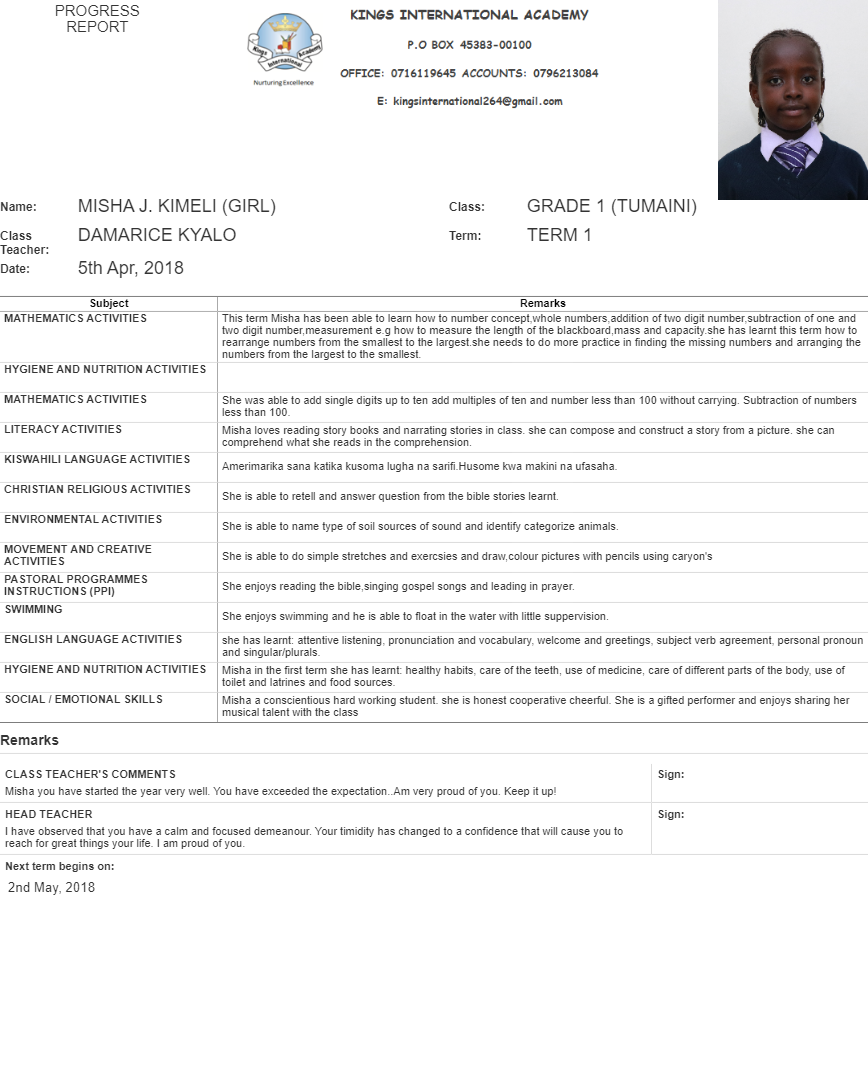 PROGRESS
REPORT
KINGS INTERNATIONAL ACADEMY
P.O BOX 45383-00100
OFFICE: 0716119645 ACCOUNTS: 0796213084
E: kingsinternational264@gmail.com
Kings International Academy
Nurturing Excellence
Name: MISHA J. KIMELI (GIRL) Class: GRADE 1 (TUMAINI)
Class Teacher: DAMARICE KYALO Term: TERM 1
Date: 5th Apr, 2018
Subject Remarks
MATHEMATICS ACTIVITIES
This term Misha has been able to learn how to number concept,whole numbers,addition of two digit number,subtraction of one and
two digit number,measurement e.g how to measure the length of the blackboard,mass and capacity.she has learnt this term how to
rearrange numbers from the smallest to the largest.she needs to do more practice in finding the missing numbers and arranging the
numbers from the largest to the smallest.
HYGIENE AND NUTRITION ACTIVITIES
MATHEMATICS ACTIVITIES
She was able to add single digits up to ten add multiples of ten and number less than 100 without carrying. Subtraction of numbers
less than 100.
LITERACY ACTIVITIES
Misha loves reading story books and narrating stories in class. she can compose and construct a story from a picture. she can
comprehend what she reads in the comprehension.
KISWAHILI LANGUAGE ACTIVITIES
Amerimarika sana katika kusoma lugha na sarifi.Husome kwa makini na ufasaha.
CHRISTIAN RELIGIOUS ACTIVITIES
She is able to retell and answer question from the bible stories learnt.
ENVIRONMENTAL ACTIVITIES
She is able to name type of soil sources of sound and identify categorize animals.
MOVEMENT AND CREATIVE
ACTIVITIES
She is able to do simple stretches and exercsies and draw,colour pictures with pencils using caryon's
PASTORAL PROGRAMMES
INSTRUCTIONS (PPI)
She enjoys reading the bible,singing gospel songs and leading in prayer.
SWIMMING
She enjoys swimming and he is able to float in the water with little suppervision.
ENGLISH LANGUAGE ACTIVITIES
she has learnt: attentive listening, pronunciation and vocabulary, welcome and greetings, subject verb agreement, personal pronoun
and singular/plurals.
HYGIENE AND NUTRITION ACTIVITIES
Misha in the first term she has learnt: healthy habits, care of the teeth, use of medicine, care of different parts of the body, use of
toilet and latrines and food sources.
SOCIAL / EMOTIONAL SKILLS
Misha a conscientious hard working student. she is honest cooperative cheerful. She is a gifted performer and enjoys sharing her
musical talent with the class
Remarks
CLASS TEACHER'S COMMENTS
Misha you have started the year very well. You have exceeded the expectation..Am very proud of you. Keep it up!
Sign:
HEAD TEACHER
I have observed that you have a calm and focused demeanour. Your timidity has changed to a confidence that will cause you to
reach for great things your life. I am proud of you.
Sign:
Next term begins on:
2nd May, 2018